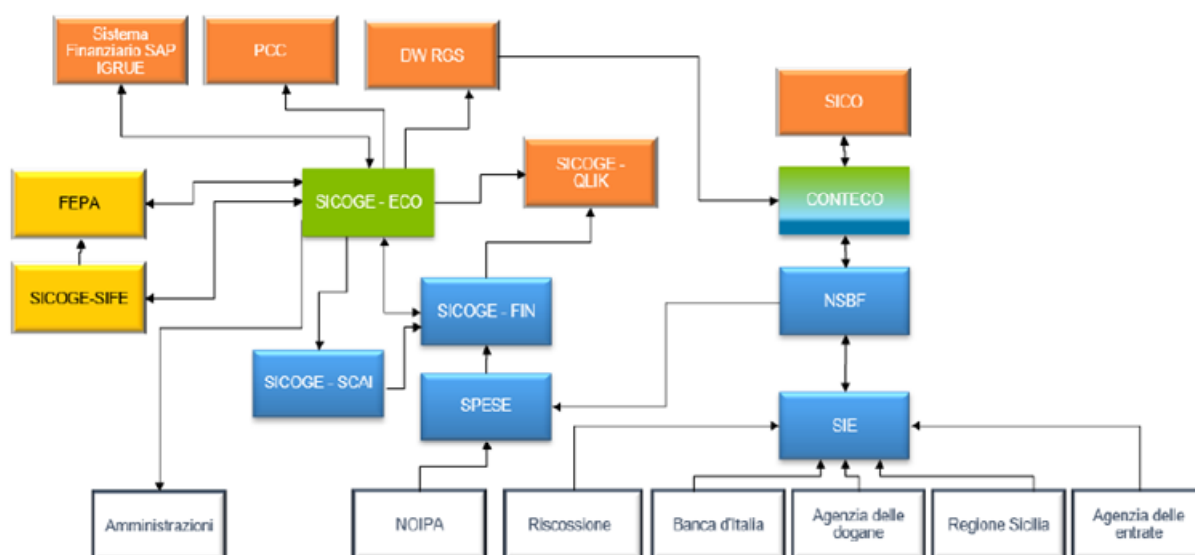 Sistema
Finanziario SAP
IGRUE
PCC
DW RGS
SICO
SICOGE -
QLIK
FEPA
SICOGE - ECO
CONTECO
SICOGE-SIFE
SICOGE - FIN
NSBF
SICOGE - SCAI
SPESE
SIE
Amministrazioni
NOIPA
Riscossione
Banca d'Italia
Agenzia delle
dogane
Regione Sicilia
Agenzia delle
entrate